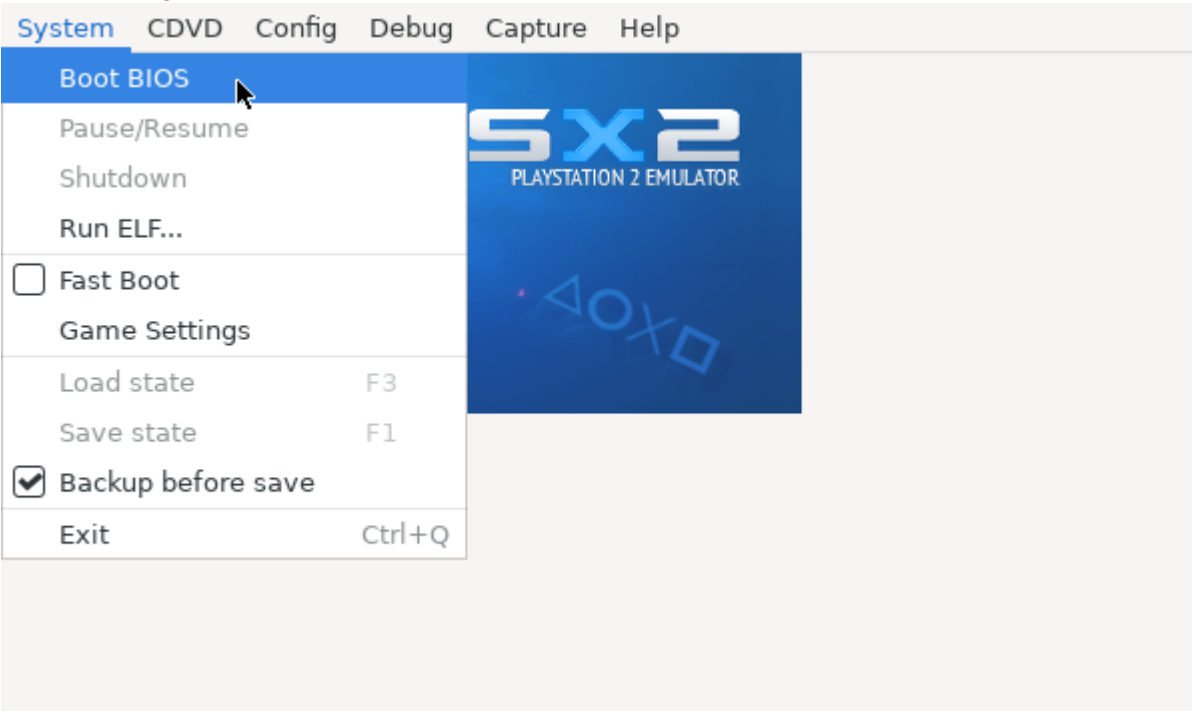 System CDVD Config Debug Capture Help
Boot BIOS
Pause/Resume
Shutdown
Run ELF...
Fast Boot
Game Settings
Load state F3
Save state F1
Backup before save
Exit Ctrl+Q
SX2
PLAYSTATION 2 EMULATOR